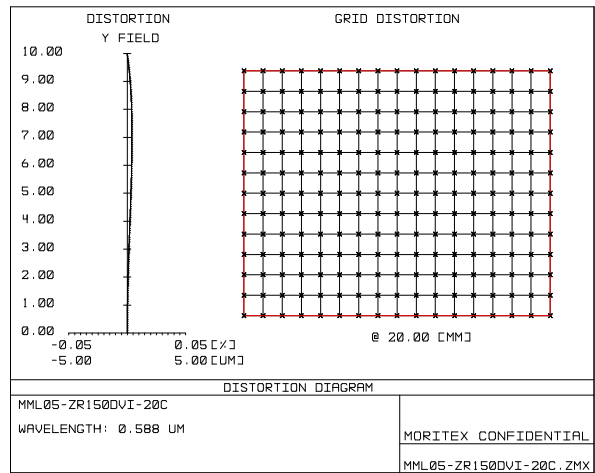 DISTORTION
Y FIELD
GRID DISTORTION
10.00
9.00
8.00
7.00
6.00
5.00
4.00
3.00
2.00
1.00
0.00
-0.05 0.05[%]
-5.00 5.00[UM]
@ 20.00 [MM]
DISTORTION DIAGRAM
MML05-ZR150DVI-20C
WAVELENGTH: 0.588 UM
MORITEX CONFIDENTIAL
MML05-ZR150DVI-20C.ZMX